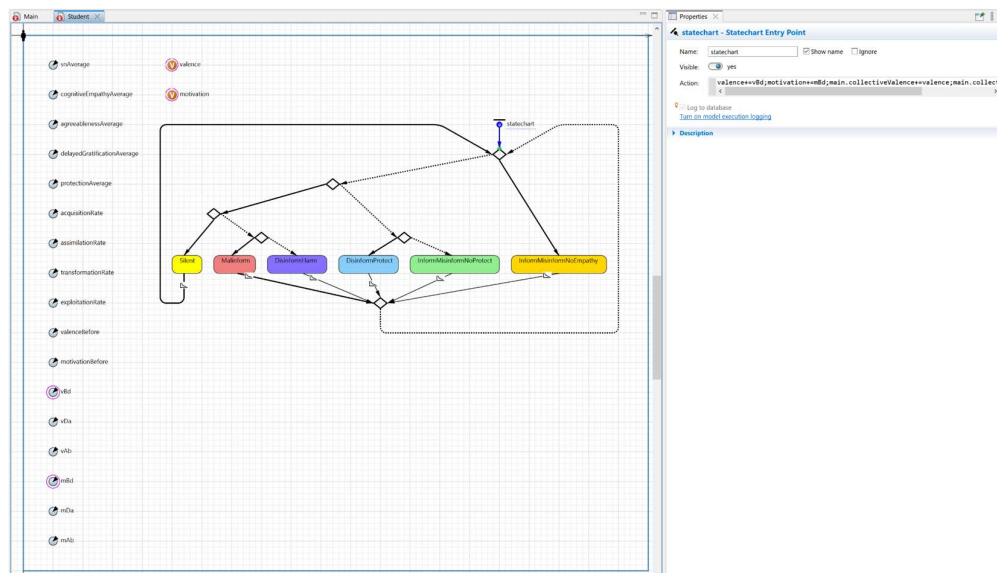 Main
Student
Properties
statechart - Statechart Entry Point
Name:
statechart
Show name
Ignore
Visible:
yes
Action:
valence+=vBd;motivation+=mBd;main.collectiveValence+=valence;main.collect
Log to database
Turn on model execution logging
Description
snAverage
valence
cognitiveEmpathyAverage
motivation
agreeablenessAverage
statechart
delayedGratificationAverage
protectionAverage
acquisitionRate
assimilationRate
Silent
Malinform
DisinformHarm
DisinformProtect
InformMisinformNoProtect
InformMisinformNoEmpathy
transformationRate
exploitationRate
valenceBefore
motivationBefore
vBd
vDa
vAb
mBd
mDa
mAb